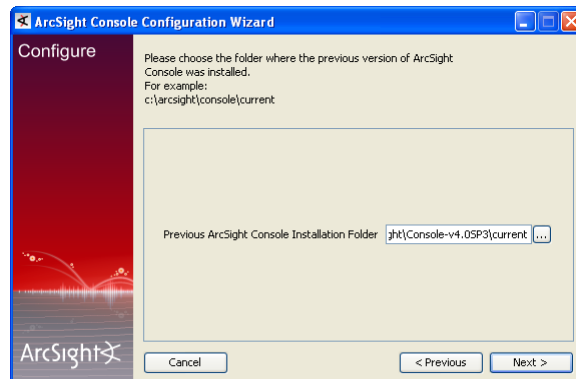 ArcSight Console Configuration Wizard
Configure
Please choose the folder where the previous version of ArcSight
Console was installed.
For example:
c:\arcsight\console\current
Previous ArcSight Console Installation Folder ght\Console-v4.0SP3\current ...
ArcSight
Cancel < Previous Next >